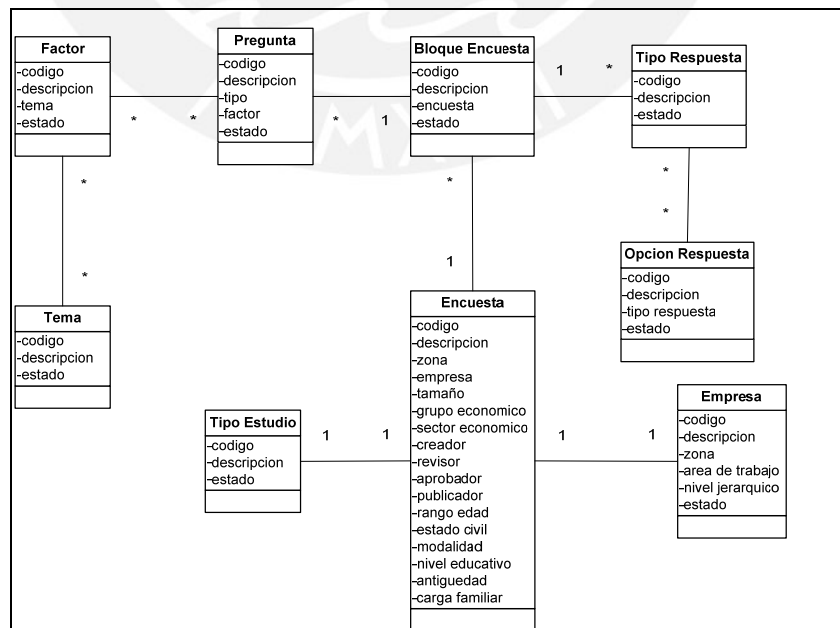 Factor
-codigo
-descripcion
-tema
-estado
Pregunta
-codigo
-descripcion
-tipo
-factor
-estado
Bloque Encuesta
-codigo
-descripcion
-encuesta
-estado
Tipo Respuesta
-codigo
-descripcion
-estado
* *
* 1
1 *
*
*
*
1
*
*
Opcion Respuesta
-codigo
-descripcion
-tipo respuesta
-estado
Tema
-codigo
-descripcion
-estado
Encuesta
-codigo
-descripcion
-zona
-empresa
-tamaño
-grupo economico
-sector economico
-creador
-revisor
-aprobador
-publicador
-rango edad
-estado civil
-modalidad
-nivel educativo
-antiguedad
-carga familiar
Tipo Estudio
-codigo
-descripcion
-estado
1 1
1 1
Empresa
-codigo
-descripcion
-zona
-area de trabajo
-nivel jerarquico
-estado